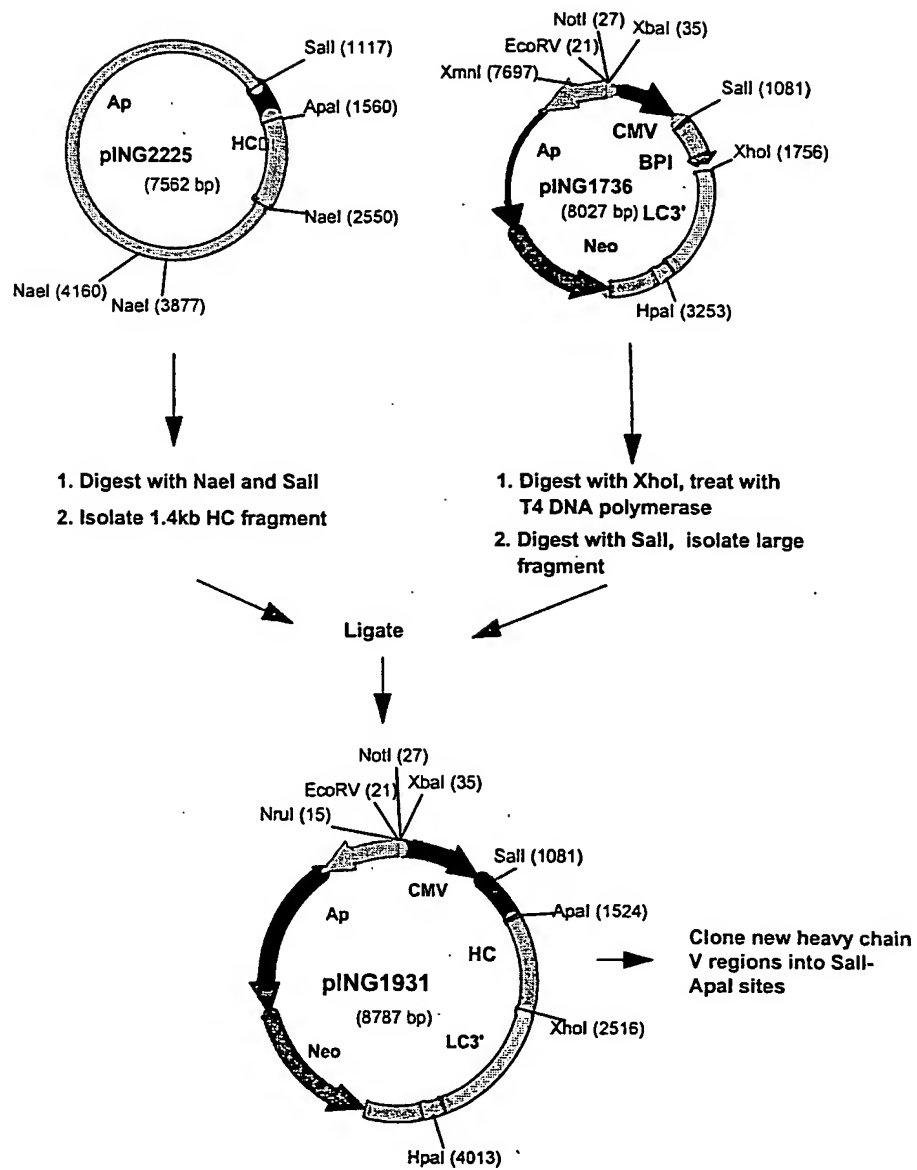 SalI (1117)
Ap
ApaI (1560)
pING2225
HC
(7562 bp)
NaeI (2550)
NaeI (4160)
NaeI (3877)
NotI (27)
XbaI (35)
EcoRV (21)
XmnI (7697)
SalI (1081)
CMV
BPI
XhoI (1756)
Ap
pING1736
(8027 bp)
LC3'
Neo
HpaI (3253)
1. Digest with NaeI and SalI
2. Isolate 1.4kb HC fragment
1. Digest with XhoI, treat with
T4 DNA polymerase
2. Digest with SalI, isolate large
fragment
Ligate
NotI (27)
EcoRV (21)
XbaI (35)
NruI (15)
SalI (1081)
CMV
ApaI (1524)
Ap
HC
pING1931
(8787 bp)
Clone new heavy chain
V regions into SalI-
ApaI sites
XhoI (2516)
LC3'
Neo
HpaI (4013)